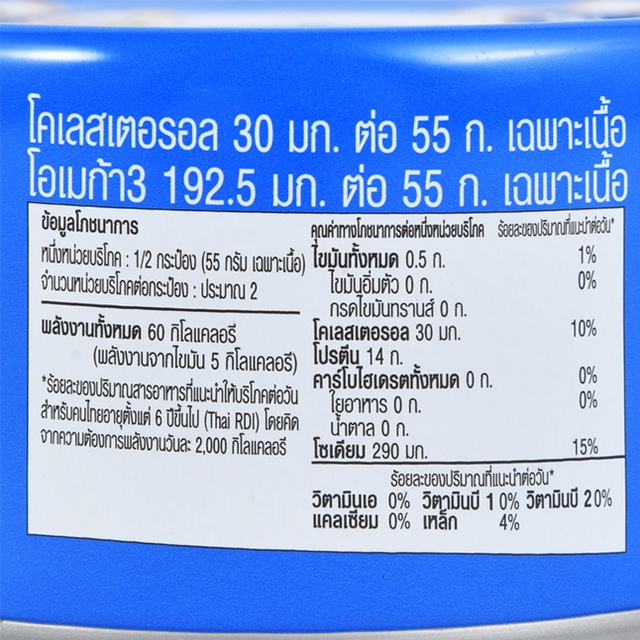 โคเลสเตอรอล 30 มก. ต่อ 55 ก. เฉพาะเนื้อ
โอเมก้า3 192.5 มก. ต่อ 55 ก. เฉพาะเนื้อ
ข้อมูลโภชนาการ
หนึ่งหน่วยบริโภค : 1/2 กระป๋อง (55 กรัม เฉพาะเนื้อ)
จำนวนหน่วยบริโภคต่อกระป๋อง : ประมาณ 2
พลังงานทั้งหมด 60 กิโลแคลอรี
(พลังงานจากไขมัน 5 กิโลแคลอรี)
*ร้อยละของปริมาณสารอาหารที่แนะนำให้บริโภคต่อวัน
สำหรับคนไทยอายุตั้งแต่ 6 ปีขึ้นไป (Thai RDI) โดยคิด
จากความต้องการพลังงานวันละ 2,000 กิโลแคลอรี
คุณค่าทางโภชนาการต่อหนึ่งหน่วยบริโภค ร้อยละของปริมาณที่แนะนำต่อวัน*
ไขมันทั้งหมด 0.5 ก. 1%
ไขมันอิ่มตัว 0 ก. 0%
กรดไขมันทรานส์ 0 ก.
โคเลสเตอรอล 30 มก. 10%
โปรตีน 14 ก.
คาร์โบไฮเดรตทั้งหมด 0 ก. 0%
ใยอาหาร 0 ก. 0%
น้ำตาล 0 ก.
โซเดียม 290 มก. 15%
ร้อยละของปริมาณที่แนะนำต่อวัน*
วิตามินเอ 0% วิตามินบี 1 0% วิตามินบี 2 0%
แคลเซียม 0% เหล็ก 4%